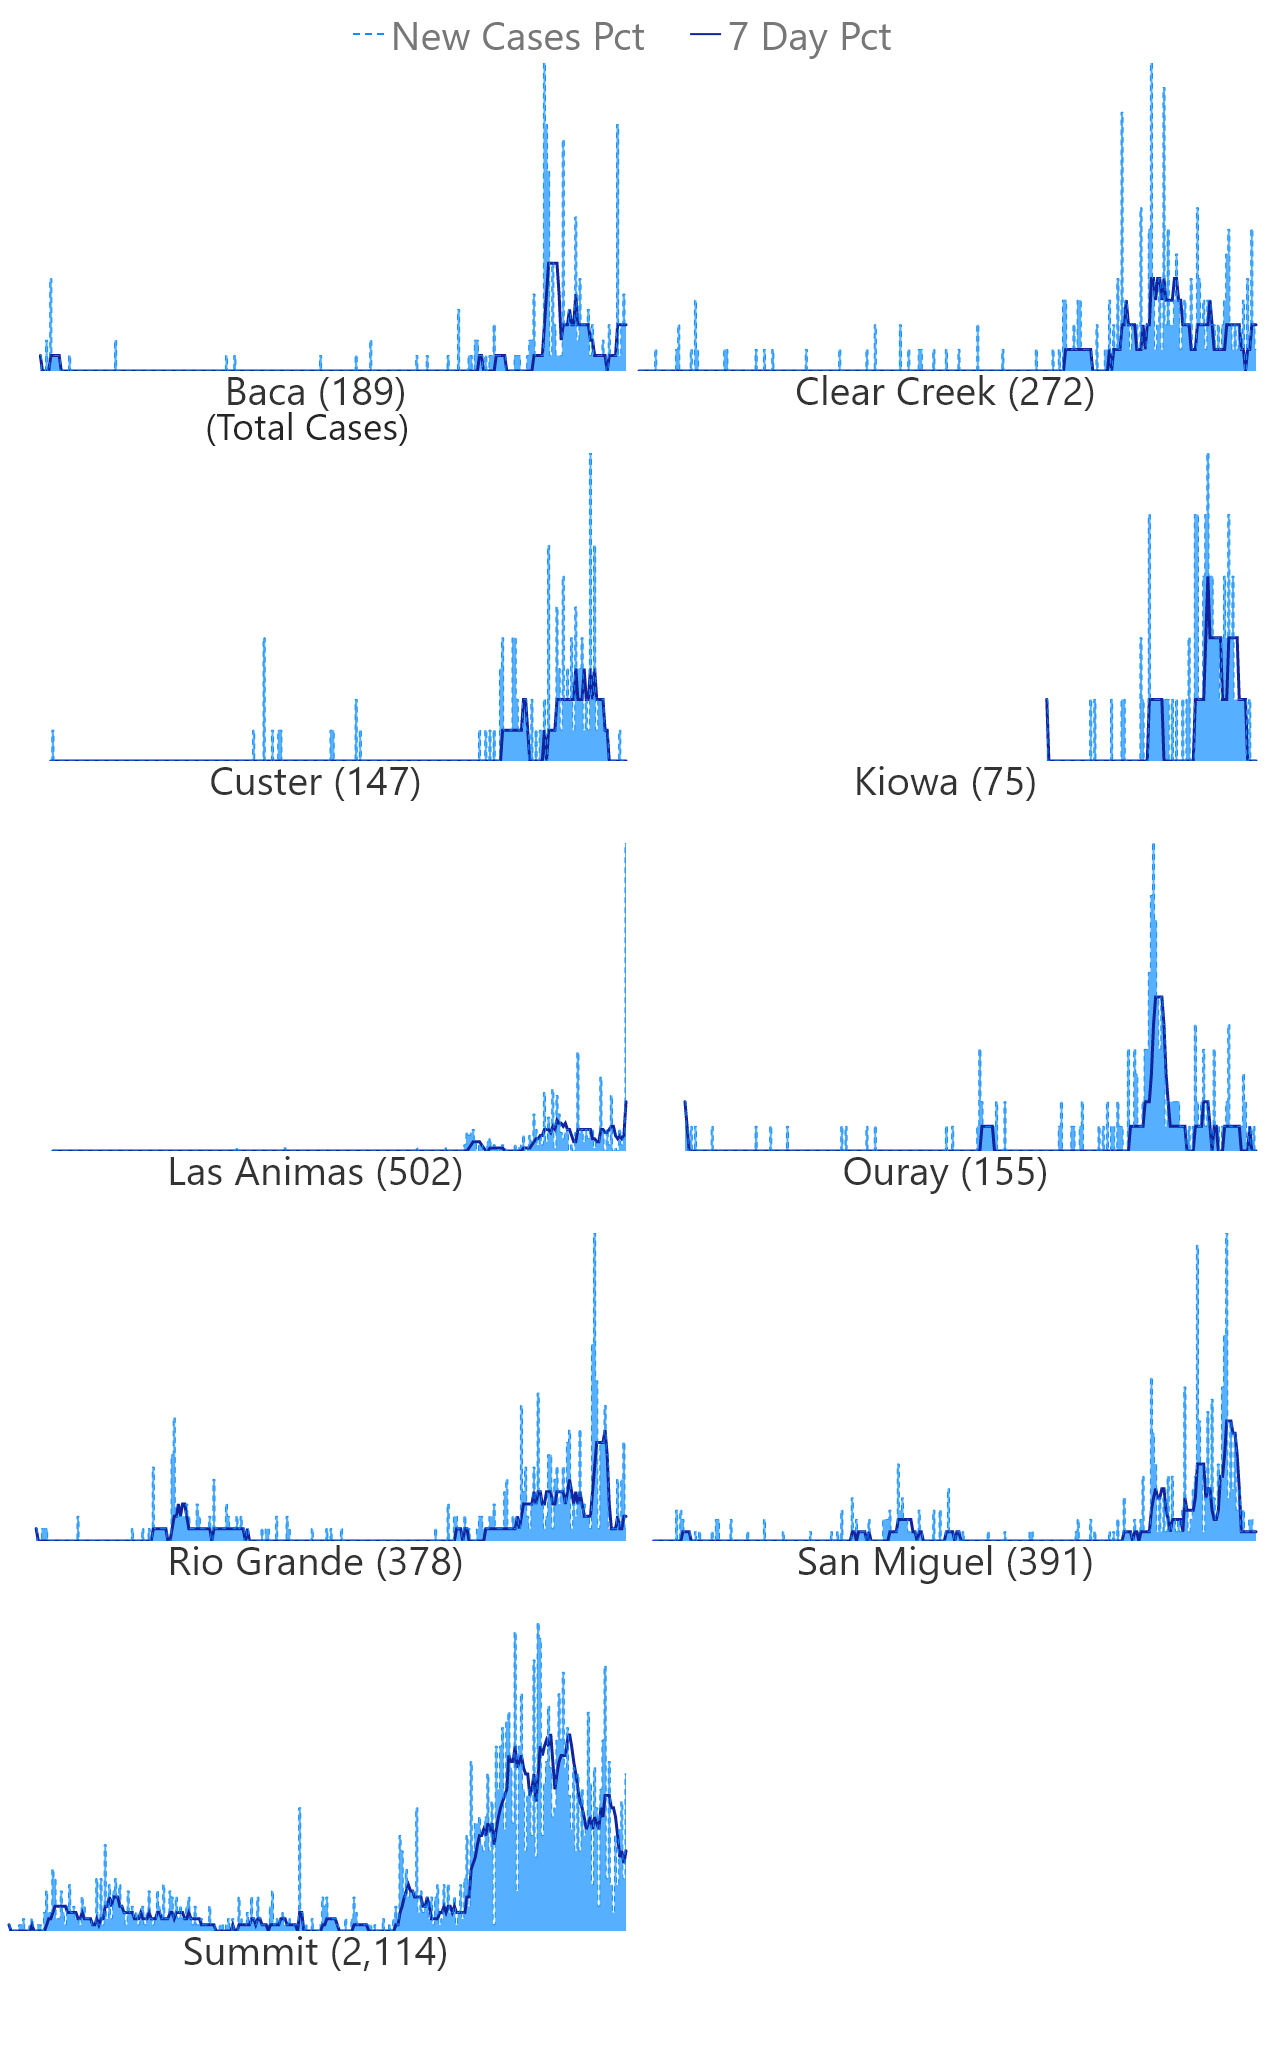 New Cases Pct 7 Day Pct
Baca (189) Clear Creek (272)
(Total Cases)
Custer (147) Kiowa (75)
Las Animas (502) Ouray (155)
Rio Grande (378) San Miguel (391)
Summit (2,114)